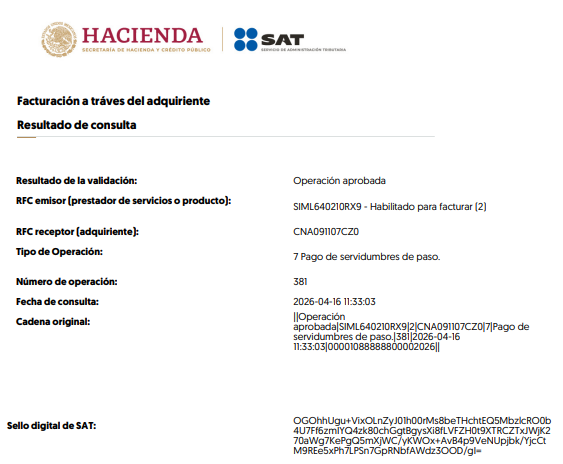 HACIENDA
SECRETARÍA DE HACIENDA Y CRÉDITO PÚBLICO
SAT
SERVICIO DE ADMINISTRACIÓN TRIBUTARIA
Facturación a tráves del adquiriente
Resultado de consulta
Resultado de la validación: Operación aprobada
RFC emisor (prestador de servicios o producto): SIML640210RX9 - Habilitado para facturar (2)
RFC receptor (adquiriente): CNA091107CZ0
Tipo de Operación: 7 Pago de servidumbres de paso.
Número de operación: 381
Fecha de consulta: 2026-04-16 11:33:03
Cadena original: ||Operación
aprobada|SIML640210RX9|2|CNA091107CZ0|7|Pago de
servidumbres de paso.|381|2026-04-16
11:33:03|00001088888800002026||
Sello digital de SAT: OGOhhUgu+VixOLnZyJ01h00rMs8beTHchtEQ5MbzlcRO0b
4U7Ff6zmIYQ4zk80chGgtBgysXi8fLVFZH0t9XTRCZTxJWjK2
70aWg7KePgQ5mXjWC/yKWOx+AvB4p9VeNUpjbk/YjcCt
M9REe5xPh7LPSn7GpRNbfAWdz3OOD/gI=